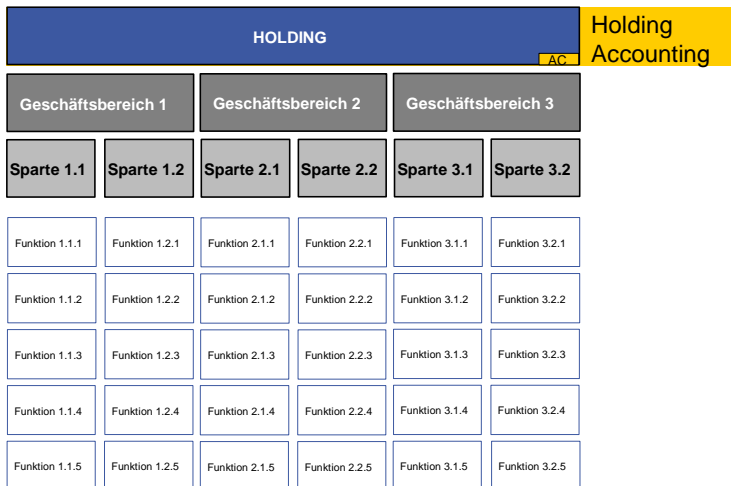 HOLDING
AC
Holding
Accounting
Geschäftsbereich 1 Geschäftsbereich 2 Geschäftsbereich 3
Sparte 1.1 Sparte 1.2 Sparte 2.1 Sparte 2.2 Sparte 3.1 Sparte 3.2
Funktion 1.1.1 Funktion 1.2.1 Funktion 2.1.1 Funktion 2.2.1 Funktion 3.1.1 Funktion 3.2.1
Funktion 1.1.2 Funktion 1.2.2 Funktion 2.1.2 Funktion 2.2.2 Funktion 3.1.2 Funktion 3.2.2
Funktion 1.1.3 Funktion 1.2.3 Funktion 2.1.3 Funktion 2.2.3 Funktion 3.1.3 Funktion 3.2.3
Funktion 1.1.4 Funktion 1.2.4 Funktion 2.1.4 Funktion 2.2.4 Funktion 3.1.4 Funktion 3.2.4
Funktion 1.1.5 Funktion 1.2.5 Funktion 2.1.5 Funktion 2.2.5 Funktion 3.1.5 Funktion 3.2.5